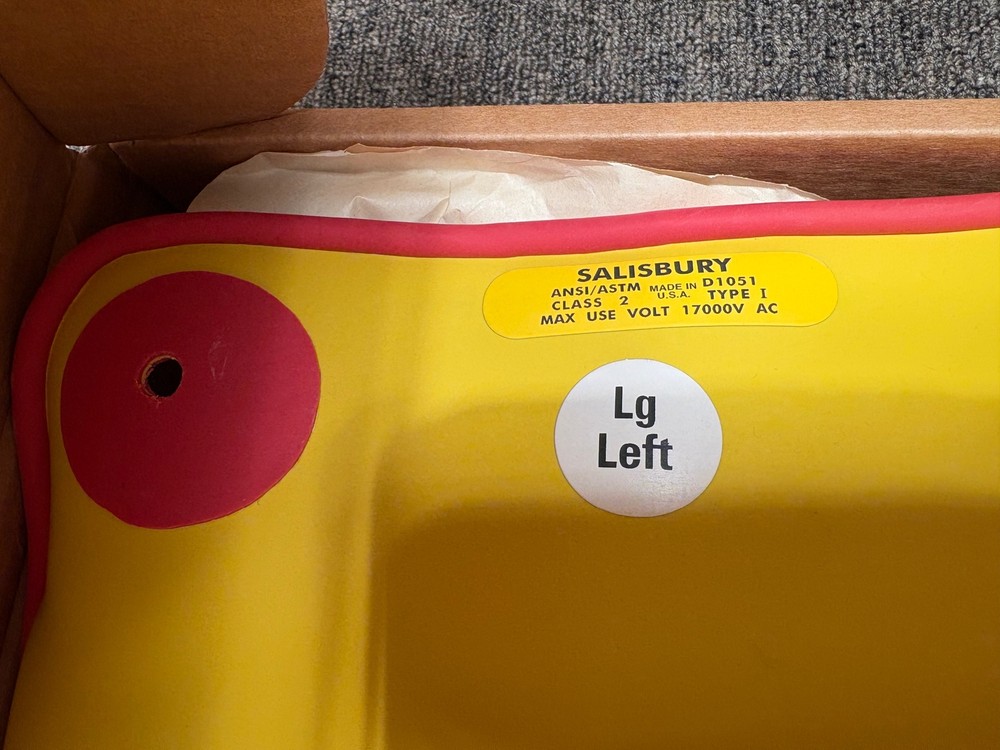 SALISBURY
ANSI/ASTM MADE IN D1051
CLASS 2 U.S.A. TYPE I
MAX USE VOLT 17000V AC
Lg
Left